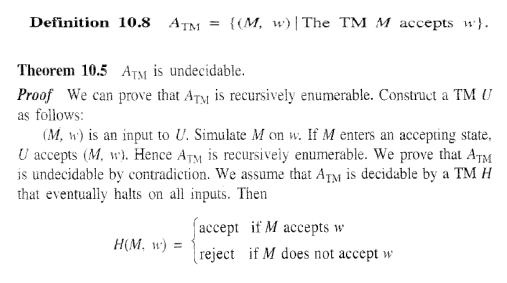 Definition 10.8 A_TM = {(M, w) | The TM M accepts w}.
Theorem 10.5 A_TM is undecidable.
Proof We can prove that A_TM is recursively enumerable. Construct a TM U
as follows:
(M, w) is an input to U. Simulate M on w. If M enters an accepting state,
U accepts (M, w). Hence A_TM is recursively enumerable. We prove that A_TM
is undecidable by contradiction. We assume that A_TM is decidable by a TM H
that eventually halts on all inputs. Then
H(M, w) = { accept if M accepts w
reject if M does not accept w